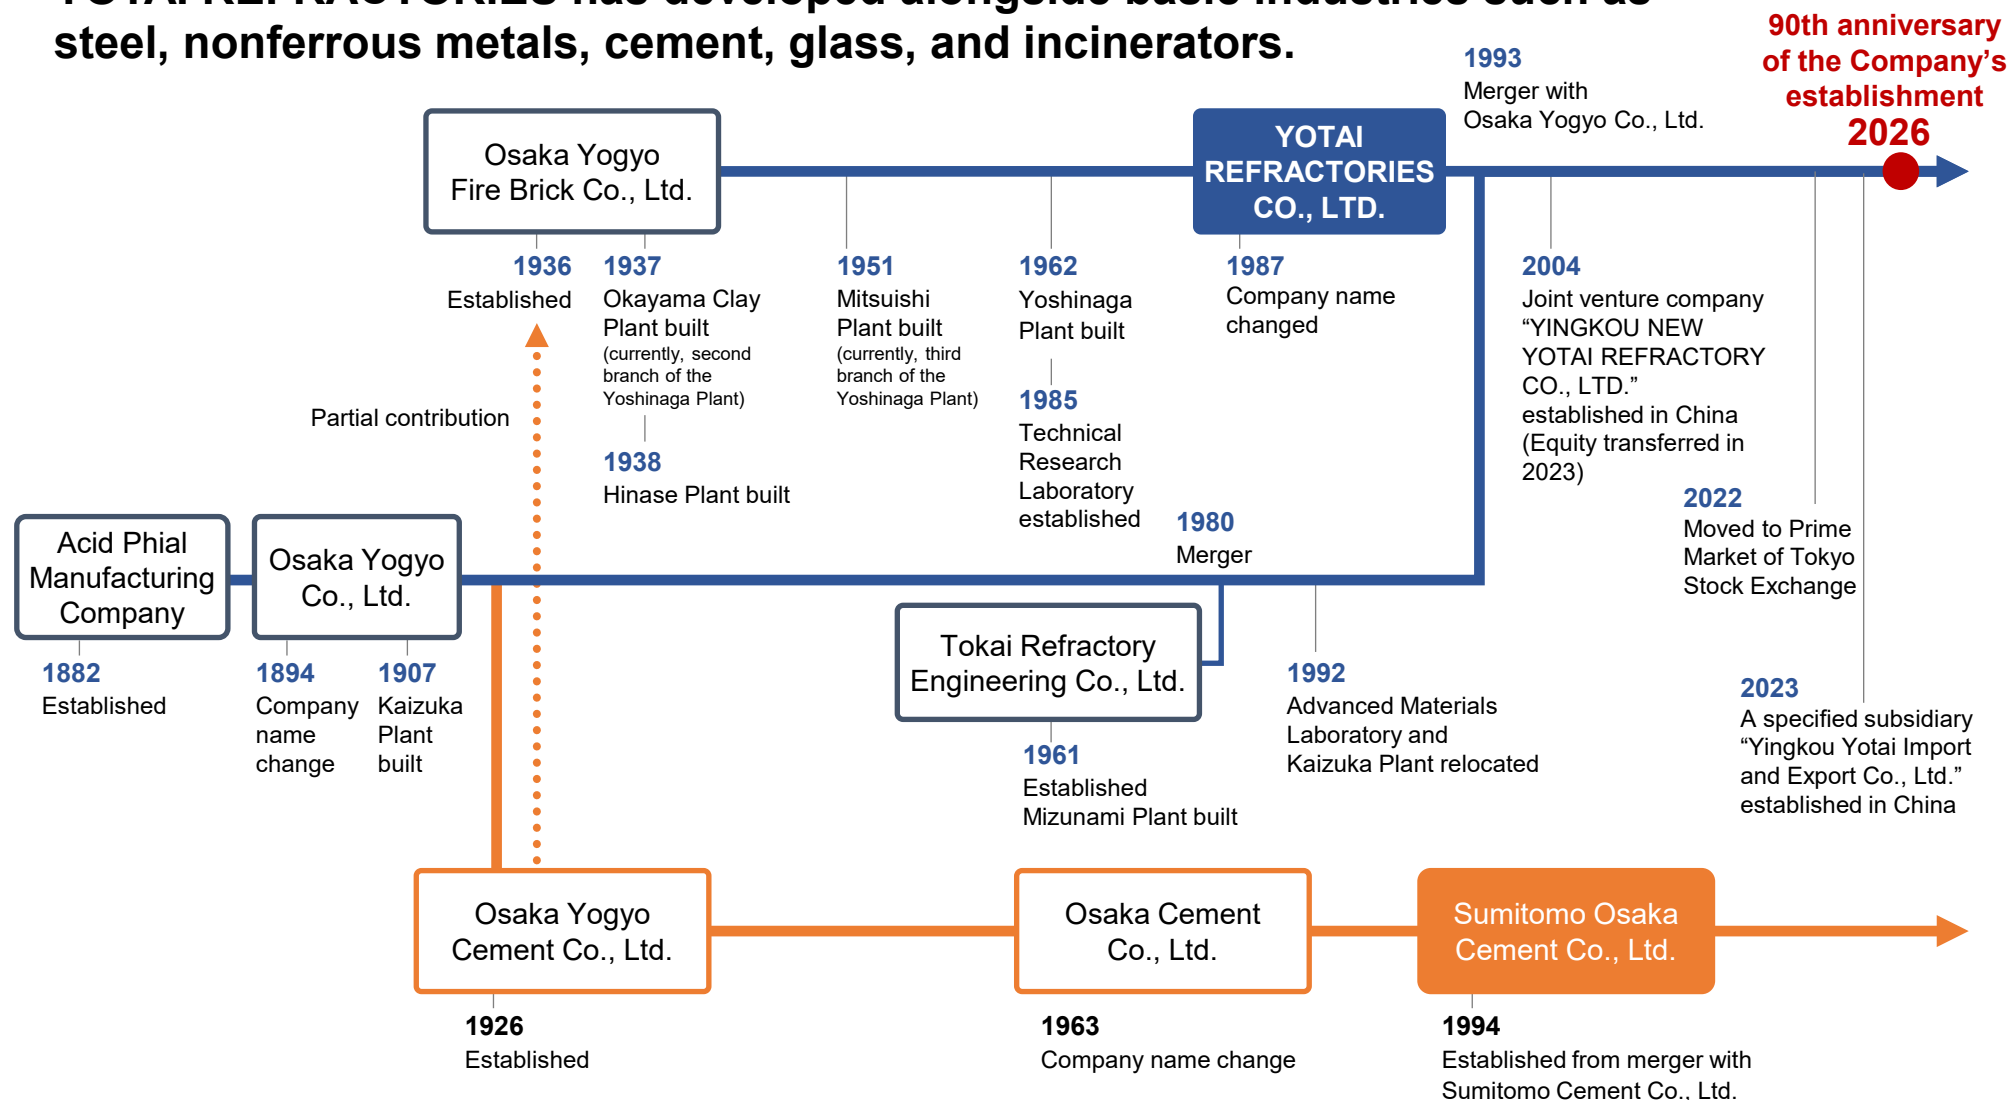 YOTAI REFRACTORIES has developed alongside basic industries such as
steel, nonferrous metals, cement, glass, and incinerators.
90th anniversary
of the Company’s
establishment
2026
1993
Merger with
Osaka Yogyo Co., Ltd.
Osaka Yogyo
Fire Brick Co., Ltd.
YOTAI
REFRACTORIES
CO., LTD.
1936
Established
1937
Okayama Clay
Plant built
(currently, second
branch of the
Yoshinaga Plant)
1938
Hinase Plant built
1951
Mitsuishi
Plant built
(currently, third
branch of the
Yoshinaga Plant)
1962
Yoshinaga
Plant built
1985
Technical
Research
Laboratory
established
1987
Company name
changed
2004
Joint venture company
“YINGKOU NEW
YOTAI REFRACTORY
CO., LTD.”
established in China
(Equity transferred in
2023)
2022
Moved to Prime
Market of Tokyo
Stock Exchange
2023
A specified subsidiary
“Yingkou Yotai Import
and Export Co., Ltd.”
established in China
Partial contribution
Acid Phial
Manufacturing
Company
Osaka Yogyo
Co., Ltd.
1980
Merger
1882
Established
1894
Company
name
change
1907
Kaizuka
Plant
built
Tokai Refractory
Engineering Co., Ltd.
1961
Established
Mizunami Plant built
1992
Advanced Materials
Laboratory and
Kaizuka Plant relocated
Osaka Yogyo
Cement Co., Ltd.
Osaka Cement
Co., Ltd.
Sumitomo Osaka
Cement Co., Ltd.
1926
Established
1963
Company name change
1994
Established from merger with
Sumitomo Cement Co., Ltd.